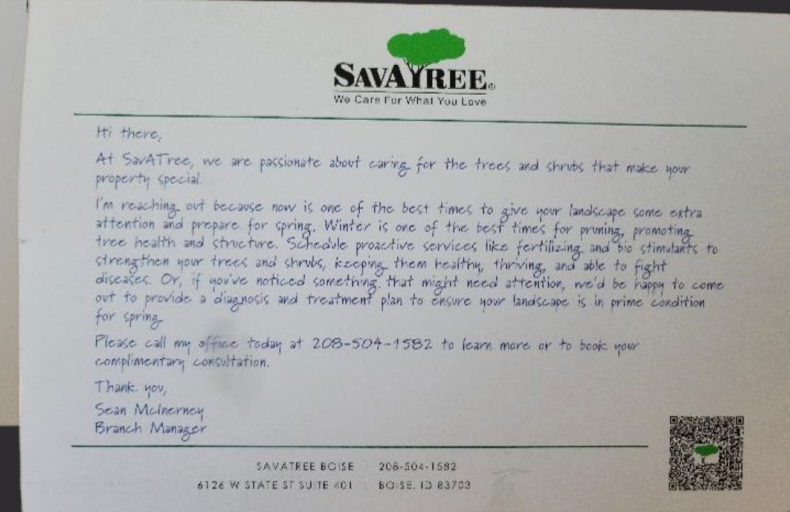 SAVATREE®
We Care For What You Love
Hi there,
At SavATree, we are passionate about caring for the trees and shrubs that make your
property special.
I'm reaching out because now is one of the best times to give your landscape some extra
attention and prepare for spring. Winter is one of the best times for pruning, promoting
tree health and structure. Schedule proactive services like fertilizing and bio stimulants to
strengthen your trees and shrubs, keeping them healthy, thriving, and able to fight
diseases. Or, if you've noticed something that might need attention, we'd be happy to come
out to provide a diagnosis and treatment plan to ensure your landscape is in prime condition
for spring.
Please call my office today at 208-504-1582 to learn more or to book your
complimentary consultation.
Thank you,
Sean McInerney
Branch Manager
SAVATREE BOISE | 208-504-1582
6126 W STATE ST SUITE 401 | BOISE, ID 83703